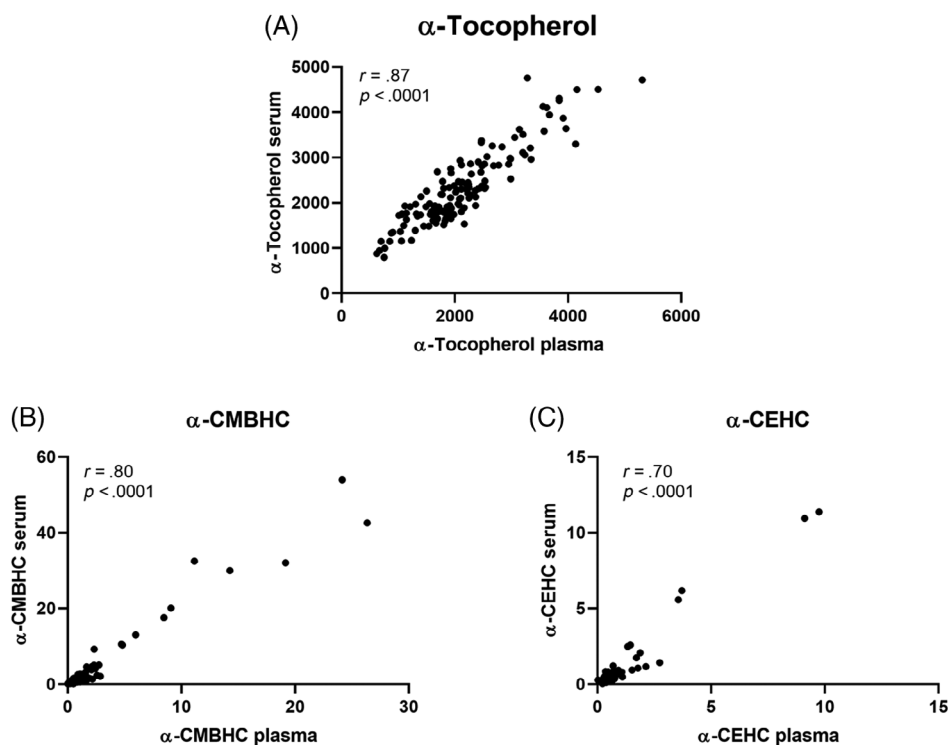 (A) α-Tocopherol
r = .87
p < .0001
α-Tocopherol serum
5000
4000
3000
2000
1000
0
0 2000 4000 6000
α-Tocopherol plasma
(B) α-CMBHC
r = .80
p < .0001
α-CMBHC serum
60
40
20
0
0 10 20 30
α-CMBHC plasma
(C) α-CEHC
r = .70
p < .0001
α-CEHC serum
15
10
5
0
0 5 10 15
α-CEHC plasma